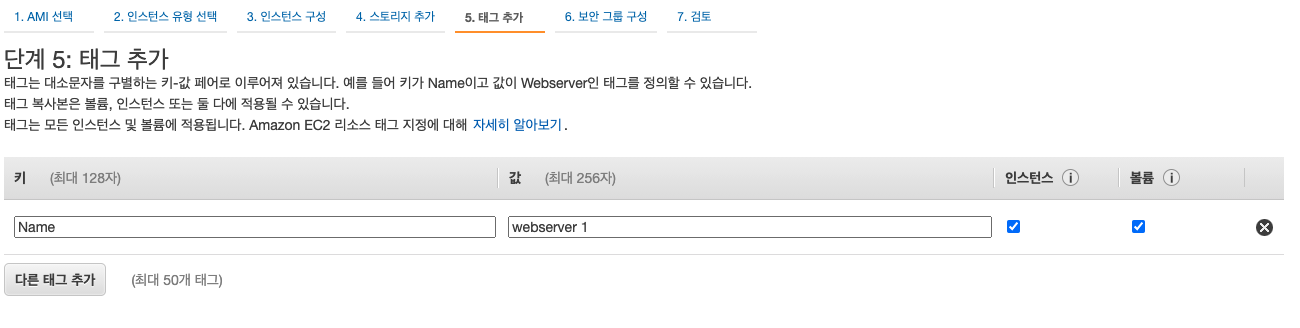 1. AMI 선택 2. 인스턴스 유형 선택 3. 인스턴스 구성 4. 스토리지 추가 5. 태그 추가 6. 보안 그룹 구성 7. 검토
단계 5: 태그 추가
태그는 대소문자를 구별하는 키-값 페어로 이루어져 있습니다. 예를 들어 키가 Name이고 값이 Webserver인 태그를 정의할 수 있습니다.
태그 복사본은 볼륨, 인스턴스 또는 둘 다에 적용될 수 있습니다.
태그는 모든 인스턴스 및 볼륨에 적용됩니다. Amazon EC2 리소스 태그 지정에 대해 자세히 알아보기.
키 (최대 128자) 값 (최대 256자) 인스턴스 볼륨
Name webserver 1
다른 태그 추가 (최대 50개 태그)